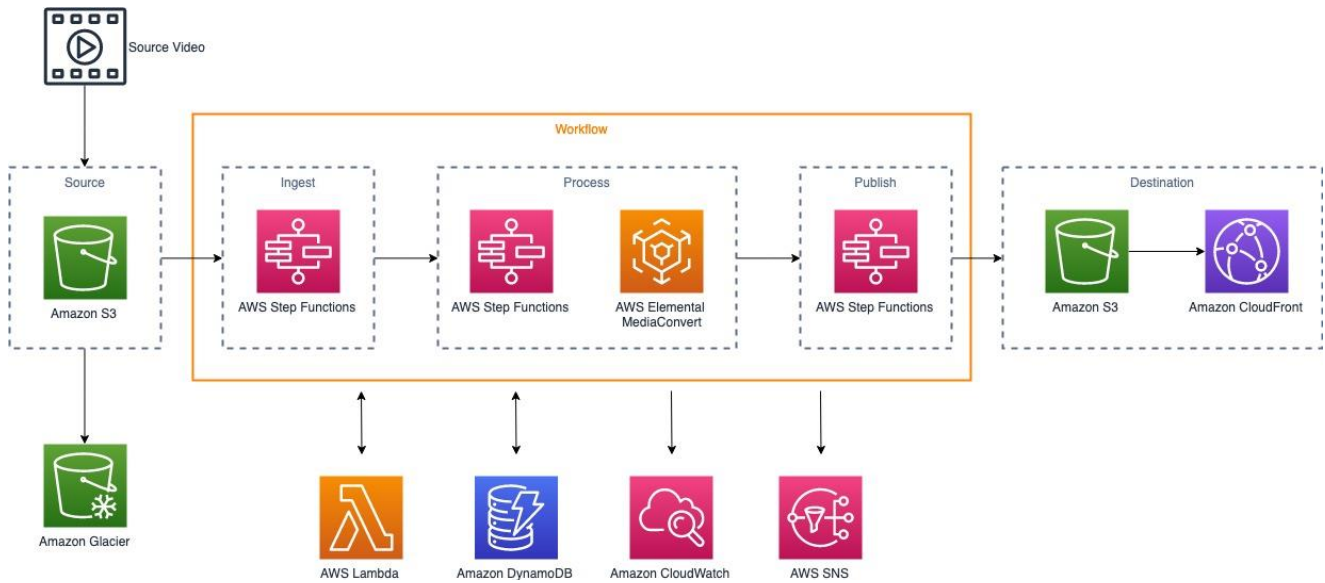 Source Video
Workflow
Source
Ingest
Process
Publish
Destination
Amazon S3
AWS Step Functions
AWS Step Functions
AWS Elemental
MediaConvert
AWS Step Functions
Amazon S3
Amazon CloudFront
Amazon Glacier
AWS Lambda
Amazon DynamoDB
Amazon CloudWatch
AWS SNS